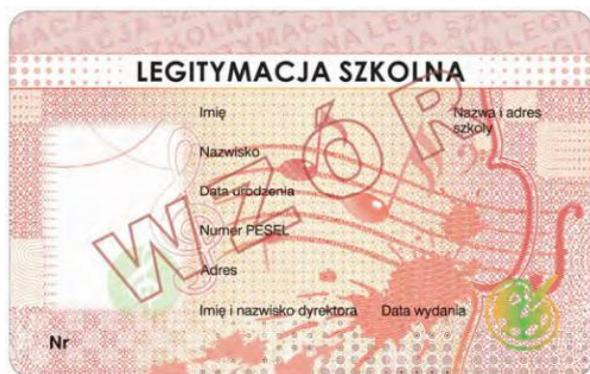 LEGITYMACJA SZKOLNA
Imię
Nazwa i adres
szkoły
Nazwisko
Data urodzenia
Numer PESEL
Adres
Imię i nazwisko dyrektora
Data wydania
Nr
WZÓR